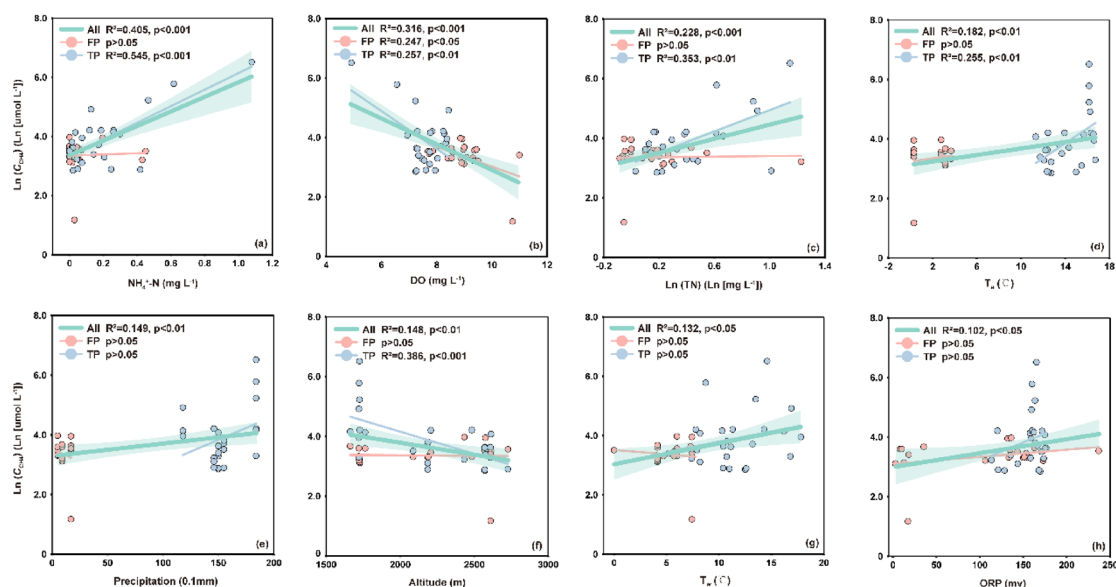 All R²=0.405, p<0.001
FP p>0.05
TP R²=0.545, p<0.001
Ln (C_CH4) (Ln [umol L⁻¹])
8.0
6.0
4.0
2.0
0.0
0 0.2 0.4 0.6 0.8 1.0 1.2
NH₄⁺-N (mg L⁻¹)
(a)
All R²=0.316, p<0.001
FP R²=0.247, p<0.05
TP R²=0.257, p<0.01
8.0
6.0
4.0
2.0
0
4 6 8 10 12
DO (mg L⁻¹)
(b)
All R²=0.228, p<0.001
FP p>0.05
TP R²=0.353, p<0.01
8.0
6.0
4.0
2.0
0.0
-0.1 0.2 0.4 0.6 0.8 1.0 1.3
Ln (TN) (Ln [mg L⁻¹])
(c)
All R²=0.182, p<0.01
FP p>0.05
TP R²=0.255, p<0.01
8.0
6.0
4.0
2.0
0.0
-2 2 6 10 14 18
(℃)
(d)
All R²=0.149, p<0.01
FP p>0.05
TP p>0.05
Ln (C_CH4) (Ln [umol L⁻¹])
8.0
6.0
4.0
2.0
0.0
0 50 100 150 200
Precipitation (0.1mm)
(e)
All R²=0.148, p<0.01
FP p>0.05
TP R²=0.386, p<0.001
8.0
6.0
4.0
2.0
0.0
1500 2000 2500 3000
Altitude (m)
(f)
All R²=0.132, p<0.05
FP p>0.05
TP p>0.05
8.0
6.0
4.0
2.0
0
0 5 10 15 20
(℃)
(g)
All R²=0.102, p<0.05
FP p>0.05
TP p>0.05
8.0
6.0
4.0
2.0
0.0
0 50 100 150 200 250
ORP (mv)
(h)